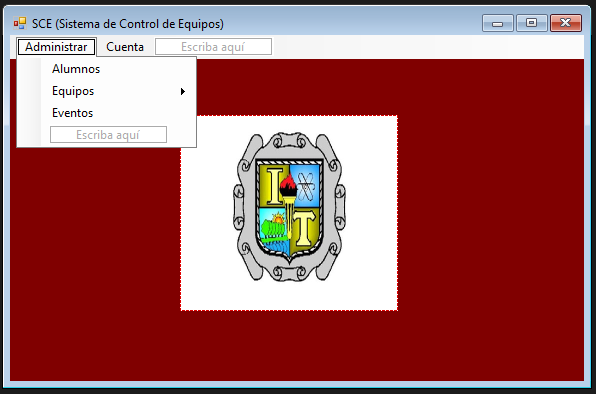 SCE (Sistema de Control de Equipos)
Administrar Cuenta Escriba aquí
Alumnos
Equipos
Eventos
Escriba aquí
I
T